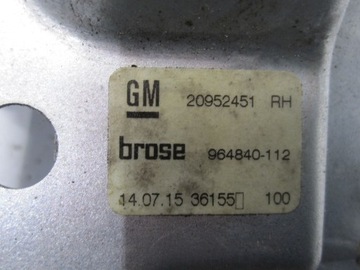 GM 20952451 RH
brose 964840-112
14.07.15 36155▯ 100